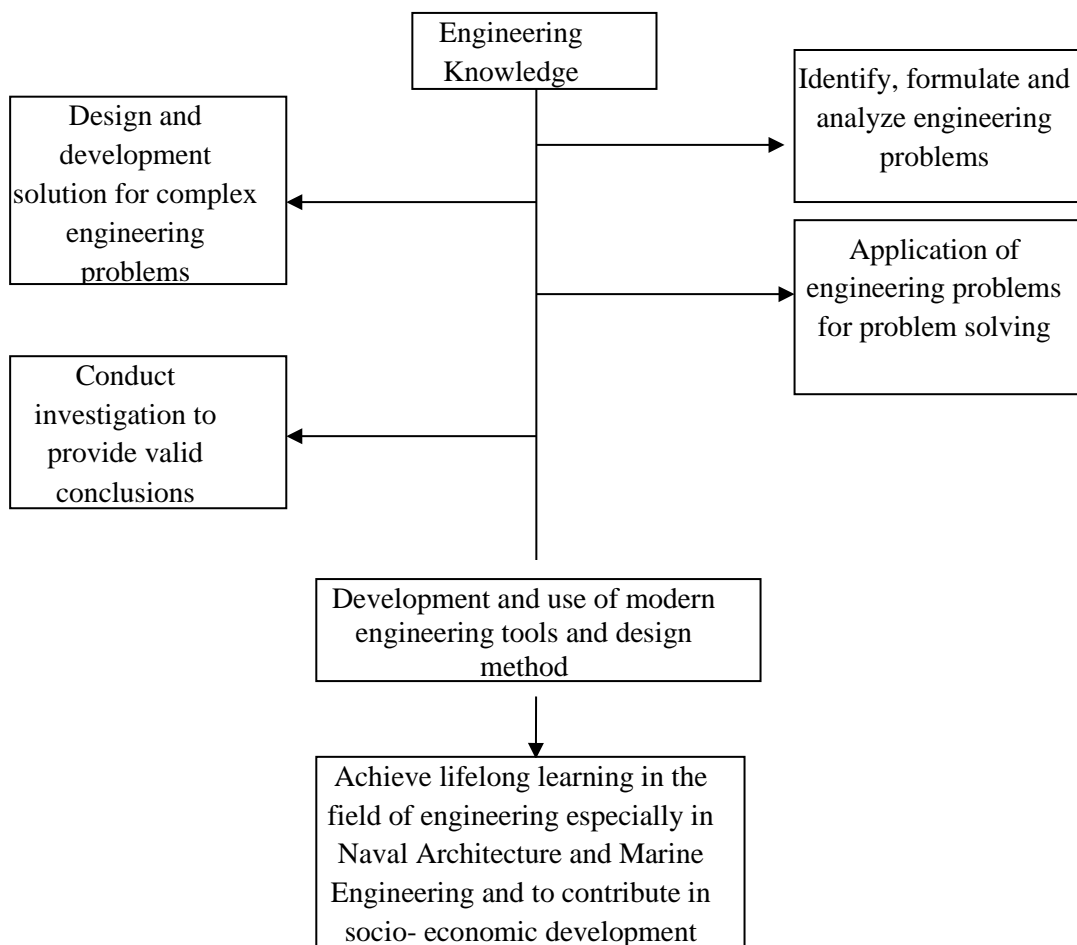 Engineering
Knowledge
Identify, formulate and
analyze engineering
problems
Design and
development
solution for complex
engineering
problems
Application of
engineering problems
for problem solving
Conduct
investigation to
provide valid
conclusions
Development and use of modern
engineering tools and design
method
Achieve lifelong learning in the
field of engineering especially in
Naval Architecture and Marine
Engineering and to contribute in
socio- economic development